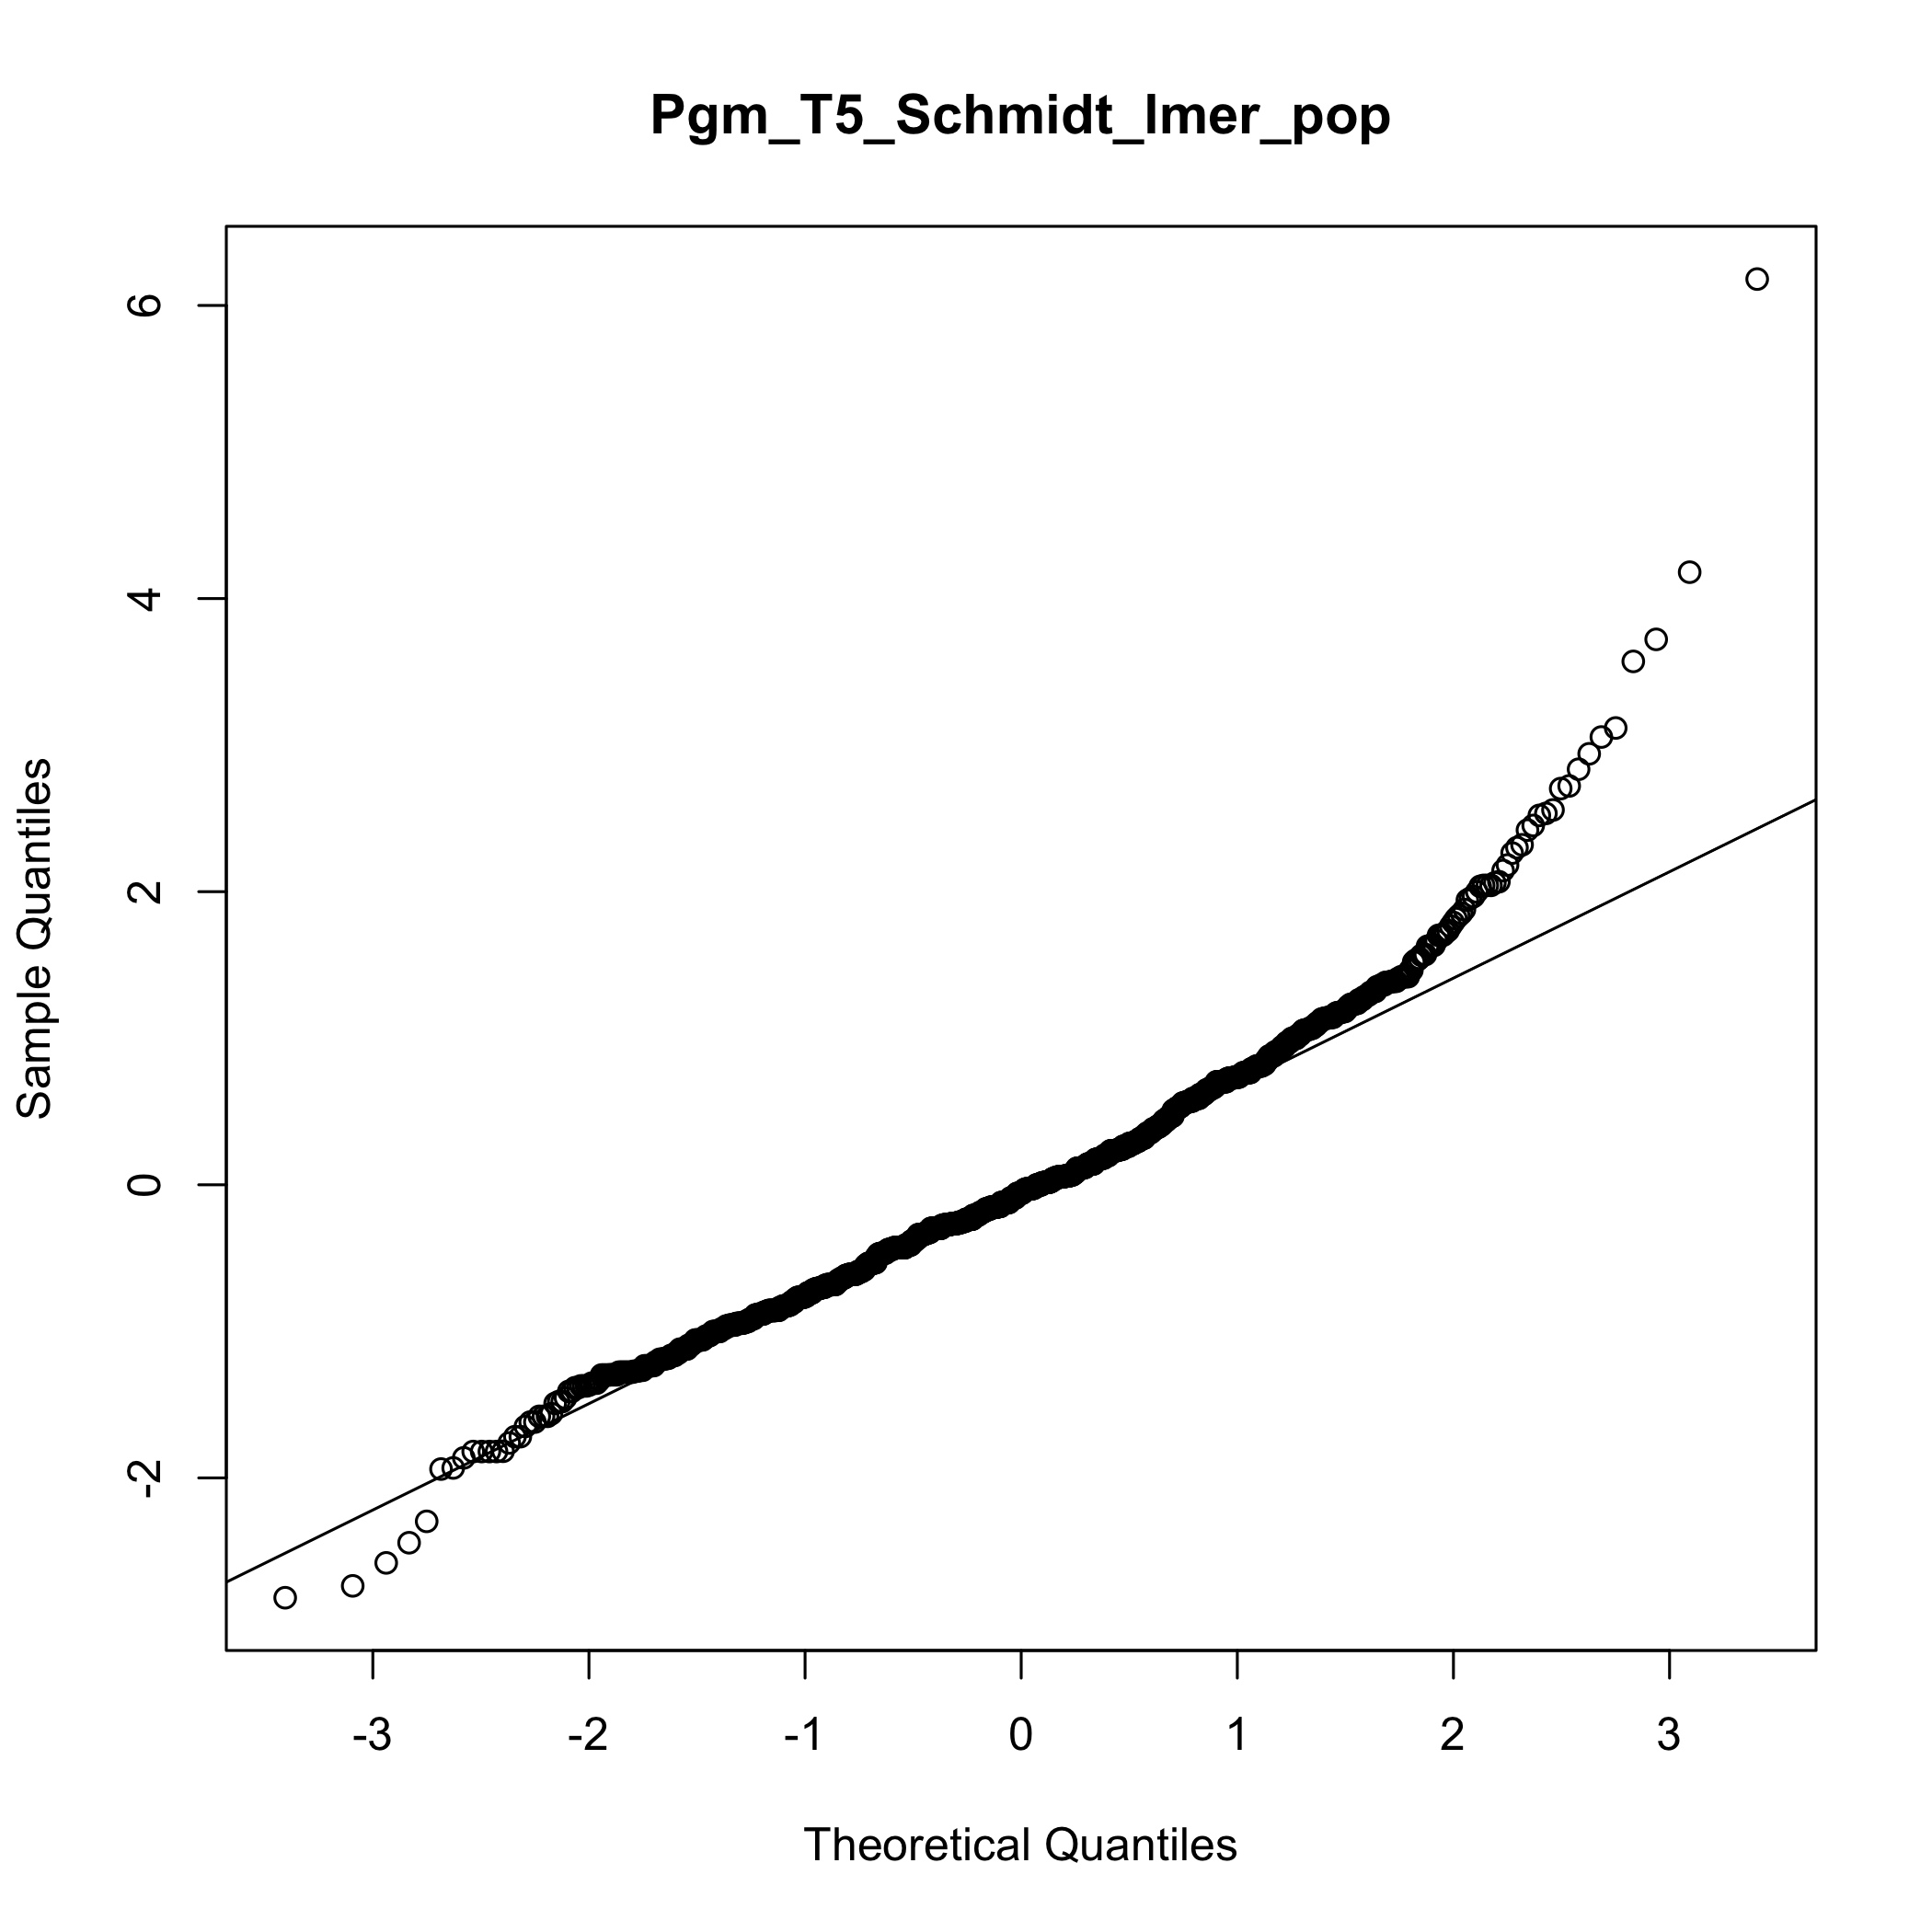 Pgm_T5_Schmidt_lmer_pop
6
4
2
0
-2
Sample Quantiles
-3 -2 -1 0 1 2 3
Theoretical Quantiles